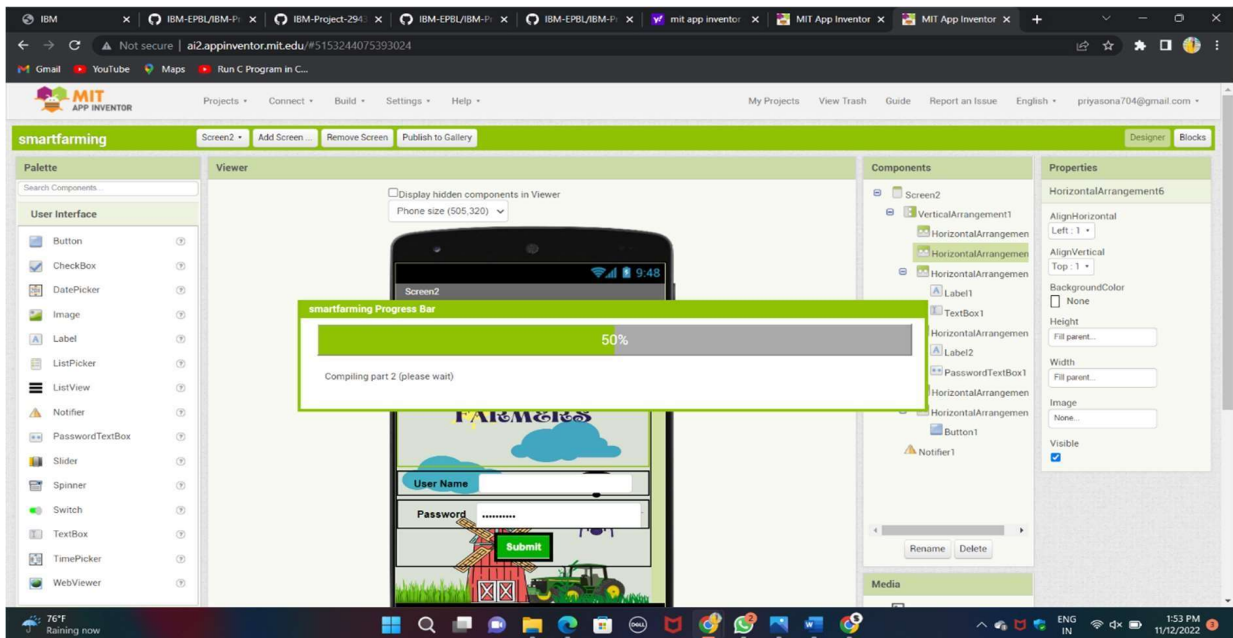 IBM
IBM-EPBL/IBM-Pr
IBM-Project-2943
IBM-EPBL/IBM-Pr
IBM-EPBL/IBM-Pr
mit app inventor
MIT App Inventor
MIT App Inventor
Not secure | ai2.appinventor.mit.edu/#5153244075393024
Gmail YouTube Maps Run C Program in C...
MIT
APP INVENTOR
Projects Connect Build Settings Help My Projects View Trash Guide Report an Issue English priyasona704@gmail.com
smartfarming Screen2 Add Screen ... Remove Screen Publish to Gallery Designer Blocks
Palette
Search Components...
User Interface
Button
CheckBox
DatePicker
Image
Label
ListPicker
ListView
Notifier
PasswordTextBox
Slider
Spinner
Switch
TextBox
TimePicker
WebViewer
Viewer
Display hidden components in Viewer
Phone size (505,320)
9:48
Screen2
smartfarming Progress Bar
50%
Compiling part 2 (please wait)
FARMERS
User Name
Password ..........
Submit
Components
Screen2
VerticalArrangement1
HorizontalArrangemen
HorizontalArrangemen
HorizontalArrangemen
Label1
TextBox1
HorizontalArrangemen
Label2
PasswordTextBox1
HorizontalArrangemen
HorizontalArrangemen
Button1
Notifier1
Rename Delete
Media
Properties
HorizontalArrangement6
AlignHorizontal
Left : 1
AlignVertical
Top : 1
BackgroundColor
None
Height
Fill parent...
Width
Fill parent...
Image
None...
Visible
76°F
Raining now
ENG
IN
1:53 PM
11/12/2022